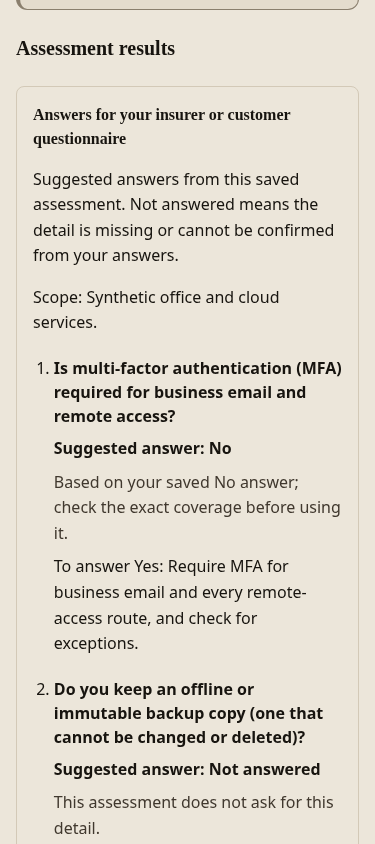 Assessment results
Answers for your insurer or customer
questionnaire
Suggested answers from this saved
assessment. Not answered means the
detail is missing or cannot be confirmed
from your answers.
Scope: Synthetic office and cloud
services.
1. Is multi-factor authentication (MFA)
required for business email and
remote access?
Suggested answer: No
Based on your saved No answer;
check the exact coverage before using
it.
To answer Yes: Require MFA for
business email and every remote-
access route, and check for
exceptions.
2. Do you keep an offline or
immutable backup copy (one that
cannot be changed or deleted)?
Suggested answer: Not answered
This assessment does not ask for this
detail.